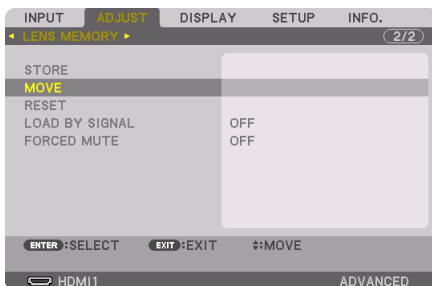 INPUT ADJUST DISPLAY SETUP INFO.
LENS MEMORY 2/2
STORE
MOVE
RESET
LOAD BY SIGNAL OFF
FORCED MUTE OFF
ENTER :SELECT EXIT :EXIT :MOVE
HDMI1 ADVANCED